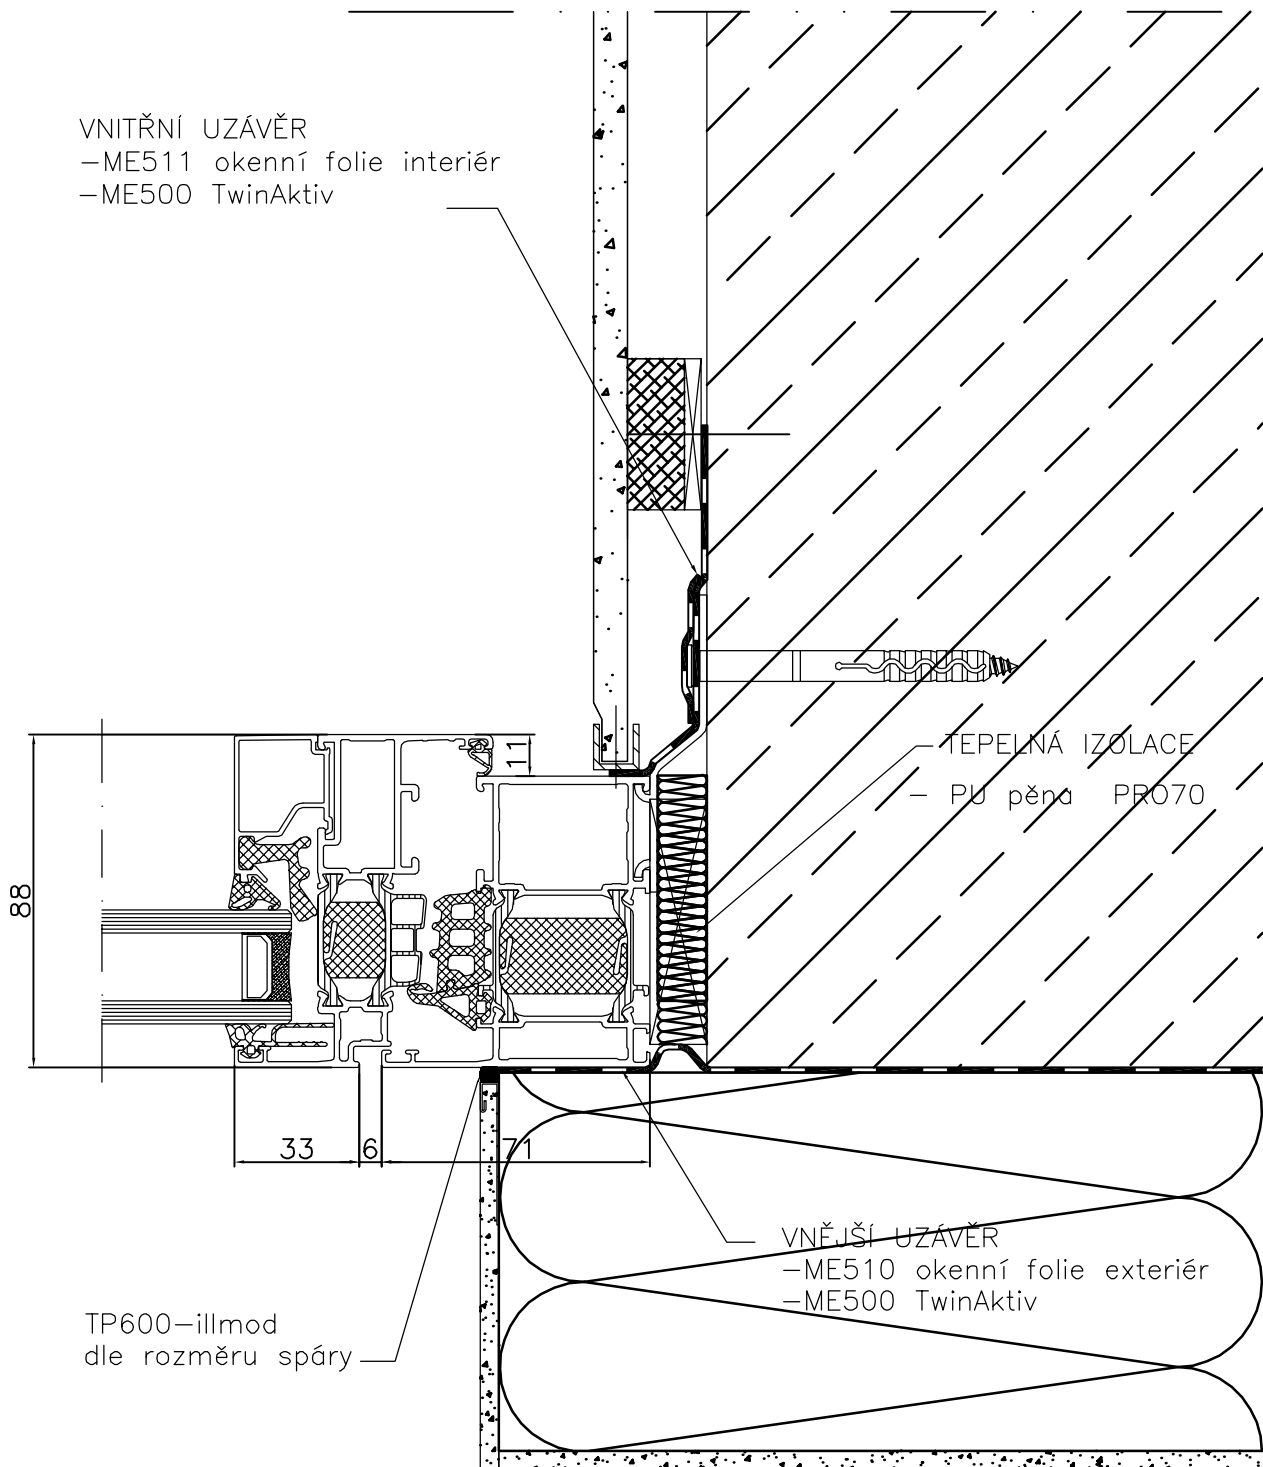 VNITŘNÍ UZÁVĚR
-ME511 okenní folie interiér
-ME500 TwinAktiv
11
TEPELNÁ IZOLACE
- PU pěna PRO70
88
33
6
71
VNĚJŠÍ UZÁVĚR
-ME510 okenní folie exteriér
-ME500 TwinAktiv
TP600-illmod
dle rozměru spáry